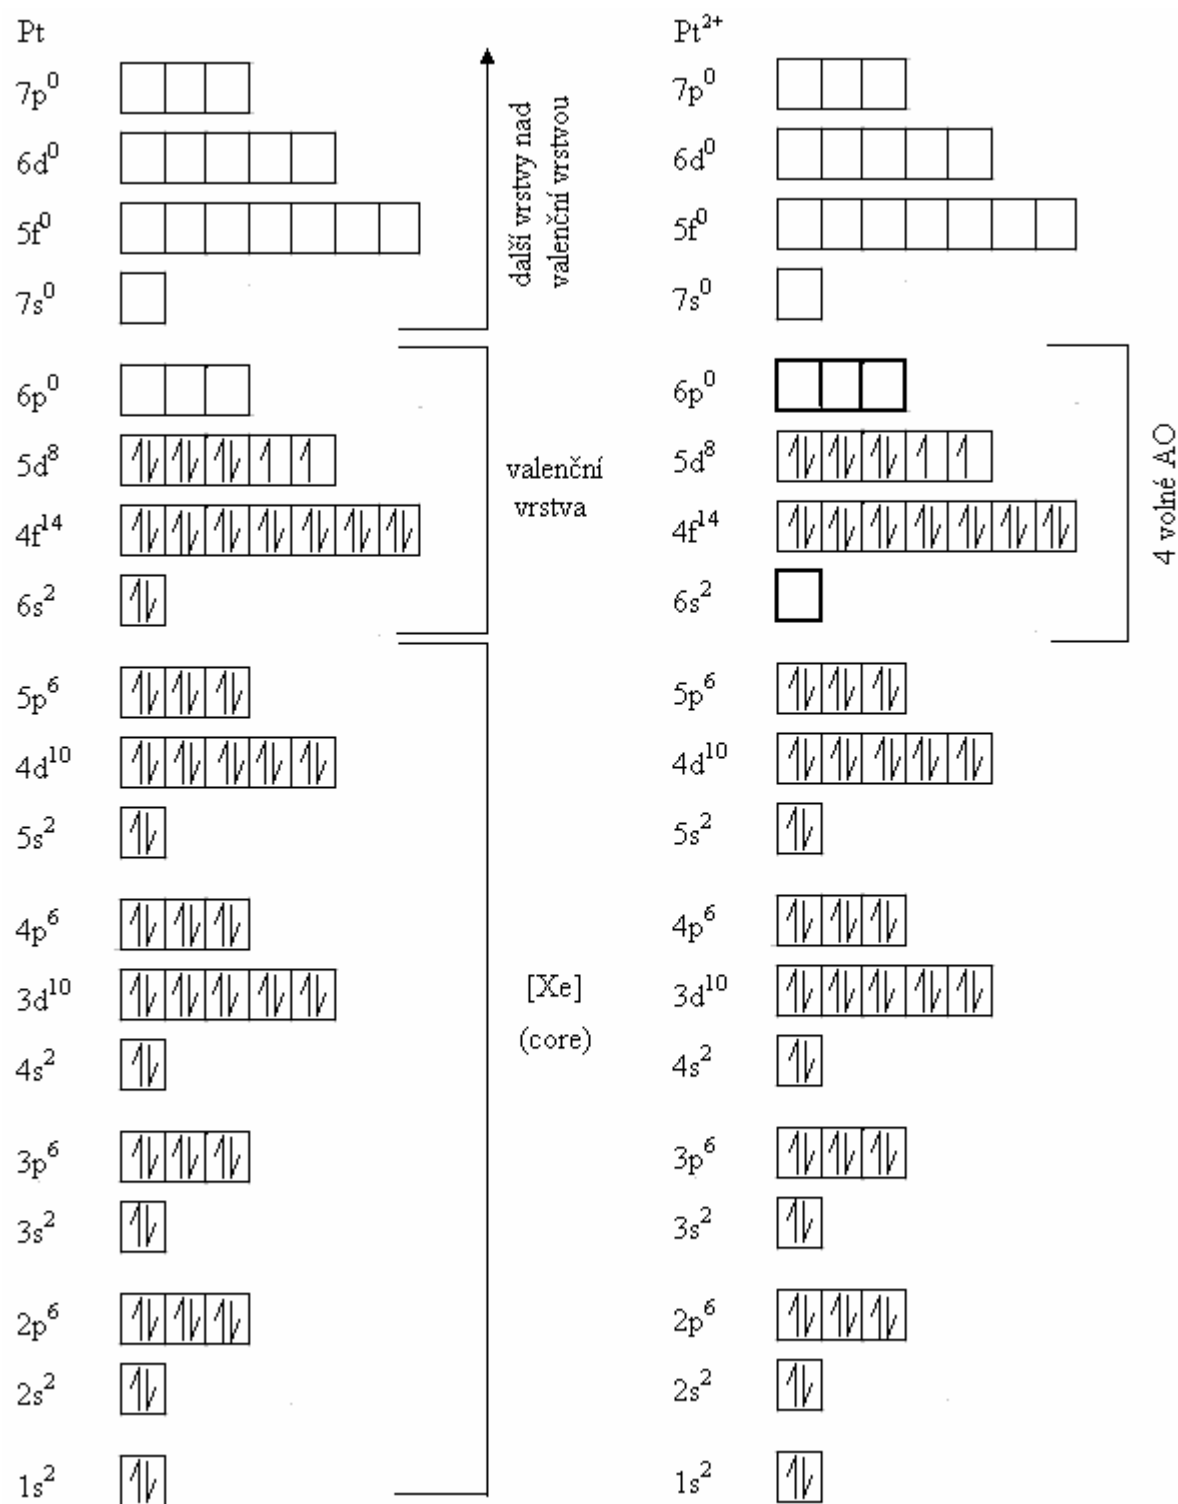 Pt
7p⁰
6d⁰
5f⁰
7s⁰
další vrstvy nad
valenční vrstvou
6p⁰
5d⁸
4f¹⁴
6s²
valenční
vrstva
5p⁶
4d¹⁰
5s²
4p⁶
3d¹⁰
4s²
3p⁶
3s²
2p⁶
2s²
1s²
[Xe]
(core)
Pt²⁺
7p⁰
6d⁰
5f⁰
7s⁰
6p⁰
5d⁸
4f¹⁴
6s²
4 volné AO
5p⁶
4d¹⁰
5s²
4p⁶
3d¹⁰
4s²
3p⁶
3s²
2p⁶
2s²
1s²